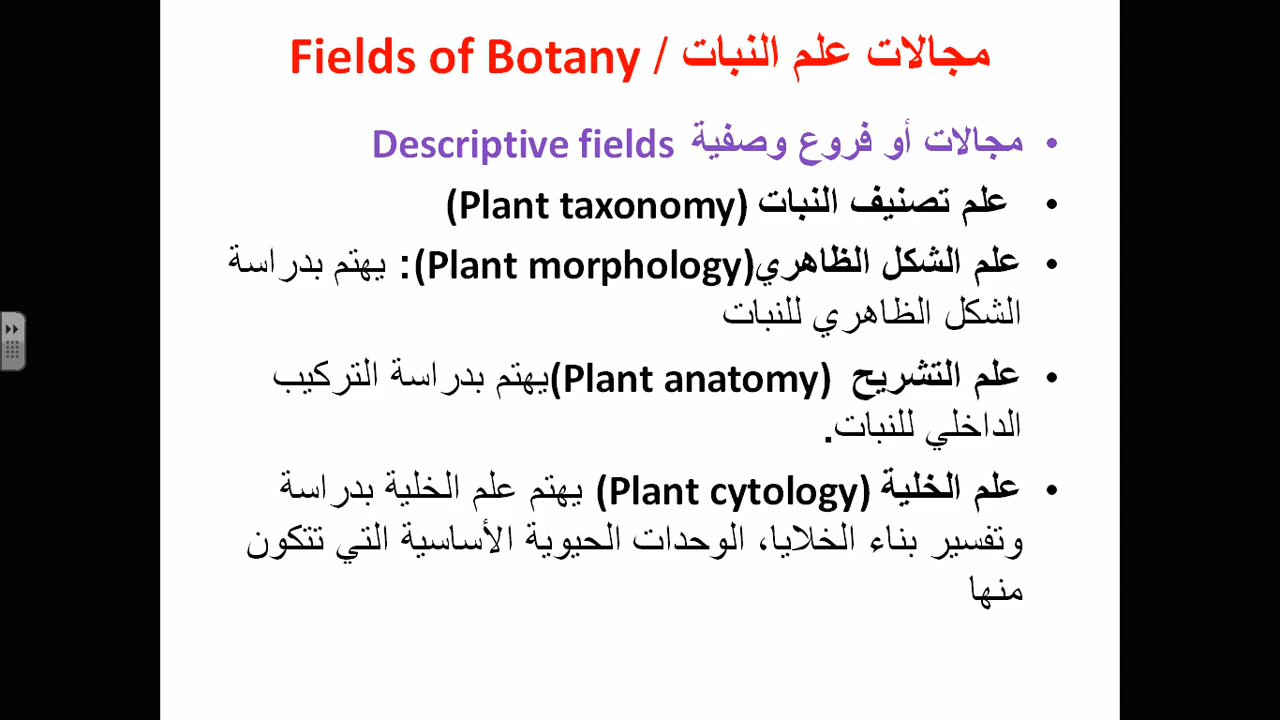 مجالات علم النبات / Fields of Botany
• مجالات أو فروع وصفية Descriptive fields
• علم تصنيف النبات (Plant taxonomy)
• علم الشكل الظاهري(Plant morphology): يهتم بدراسة
الشكل الظاهري للنبات
• علم التشريح (Plant anatomy)يهتم بدراسة التركيب
الداخلي للنبات.
• علم الخلية (Plant cytology) يهتم علم الخلية بدراسة
وتفسير بناء الخلايا، الوحدات الحيوية الأساسية التي تتكون
منها